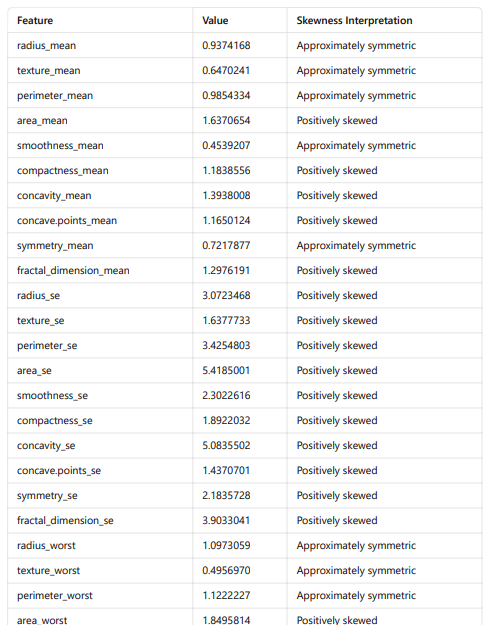 Feature Value Skewness Interpretation
radius_mean 0.9374168 Approximately symmetric
texture_mean 0.6470241 Approximately symmetric
perimeter_mean 0.9854334 Approximately symmetric
area_mean 1.6370654 Positively skewed
smoothness_mean 0.4539207 Approximately symmetric
compactness_mean 1.1838556 Positively skewed
concavity_mean 1.3938008 Positively skewed
concave.points_mean 1.1650124 Positively skewed
symmetry_mean 0.7217877 Approximately symmetric
fractal_dimension_mean 1.2976191 Positively skewed
radius_se 3.0723468 Positively skewed
texture_se 1.6377733 Positively skewed
perimeter_se 3.4254803 Positively skewed
area_se 5.4185001 Positively skewed
smoothness_se 2.3022616 Positively skewed
compactness_se 1.8922032 Positively skewed
concavity_se 5.0835502 Positively skewed
concave.points_se 1.4370701 Positively skewed
symmetry_se 2.1835728 Positively skewed
fractal_dimension_se 3.9033041 Positively skewed
radius_worst 1.0973059 Approximately symmetric
texture_worst 0.4956970 Approximately symmetric
perimeter_worst 1.1222227 Approximately symmetric
area_worst 1.8495814 Positively skewed